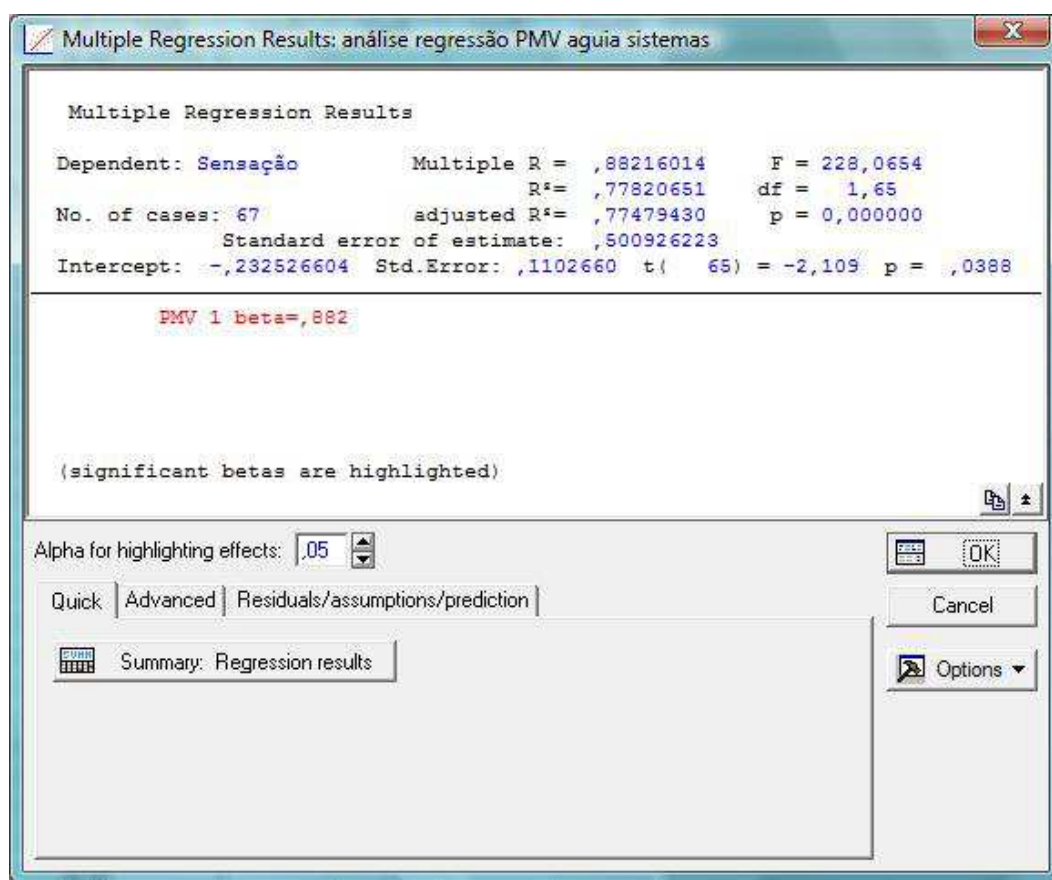 Multiple Regression Results: análise regressão PMV aguia sistemas
Multiple Regression Results
Dependent: Sensação Multiple R = ,88216014 F = 228,0654
R²= ,77820651 df = 1,65
No. of cases: 67 adjusted R²= ,77479430 p = 0,000000
Standard error of estimate: ,500926223
Intercept: -,232526604 Std.Error: ,1102660 t( 65) = -2,109 p = ,0388
PMV 1 beta=,882
(significant betas are highlighted)
Alpha for highlighting effects: ,05
OK
Quick Advanced Residuals/assumptions/prediction
Cancel
Summary: Regression results
Options